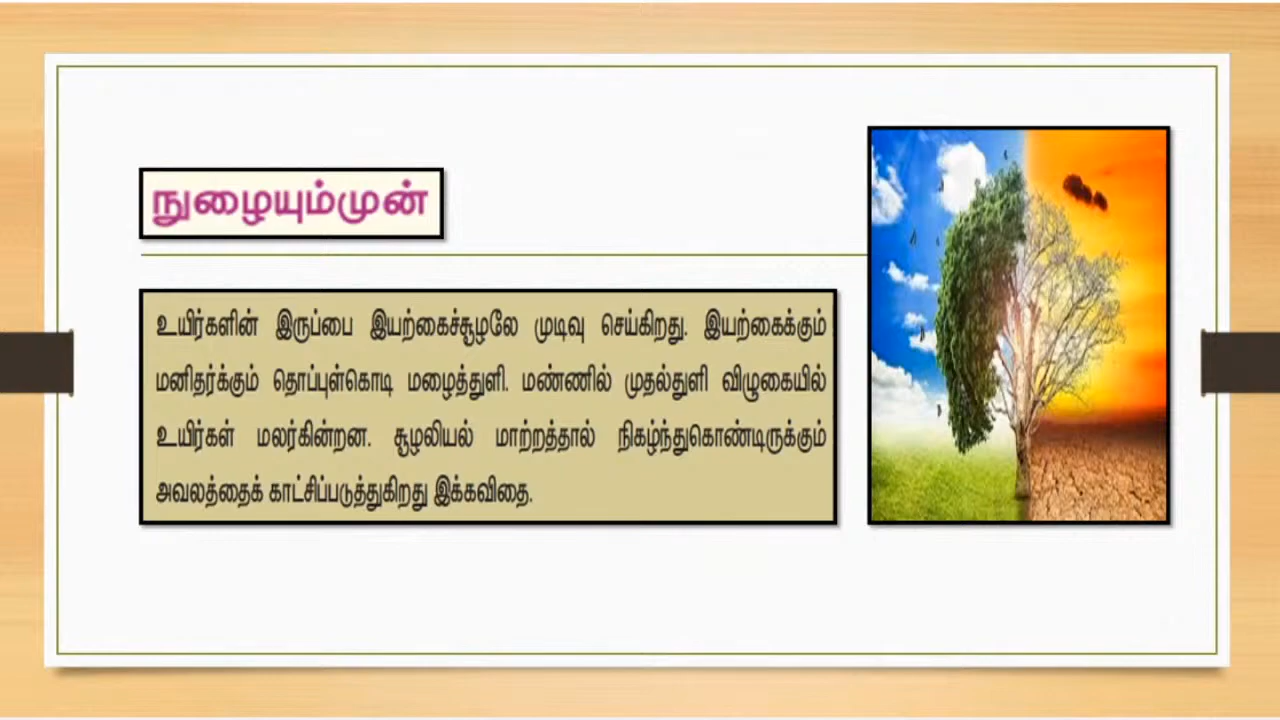 நுழையும்முன்
உயிர்களின் இருப்பை இயற்கைச்சூழலே முடிவு செய்கிறது. இயற்கைக்கும்
மனிதர்க்கும் தொப்புள்கொடி மழைத்துளி. மண்ணில் முதல்துளி விழுகையில்
உயிர்கள் மலர்கின்றன. சூழலியல் மாற்றத்தால் நிகழ்ந்துகொண்டிருக்கும்
அவலத்தைக் காட்சிப்படுத்துகிறது இக்கவிதை.